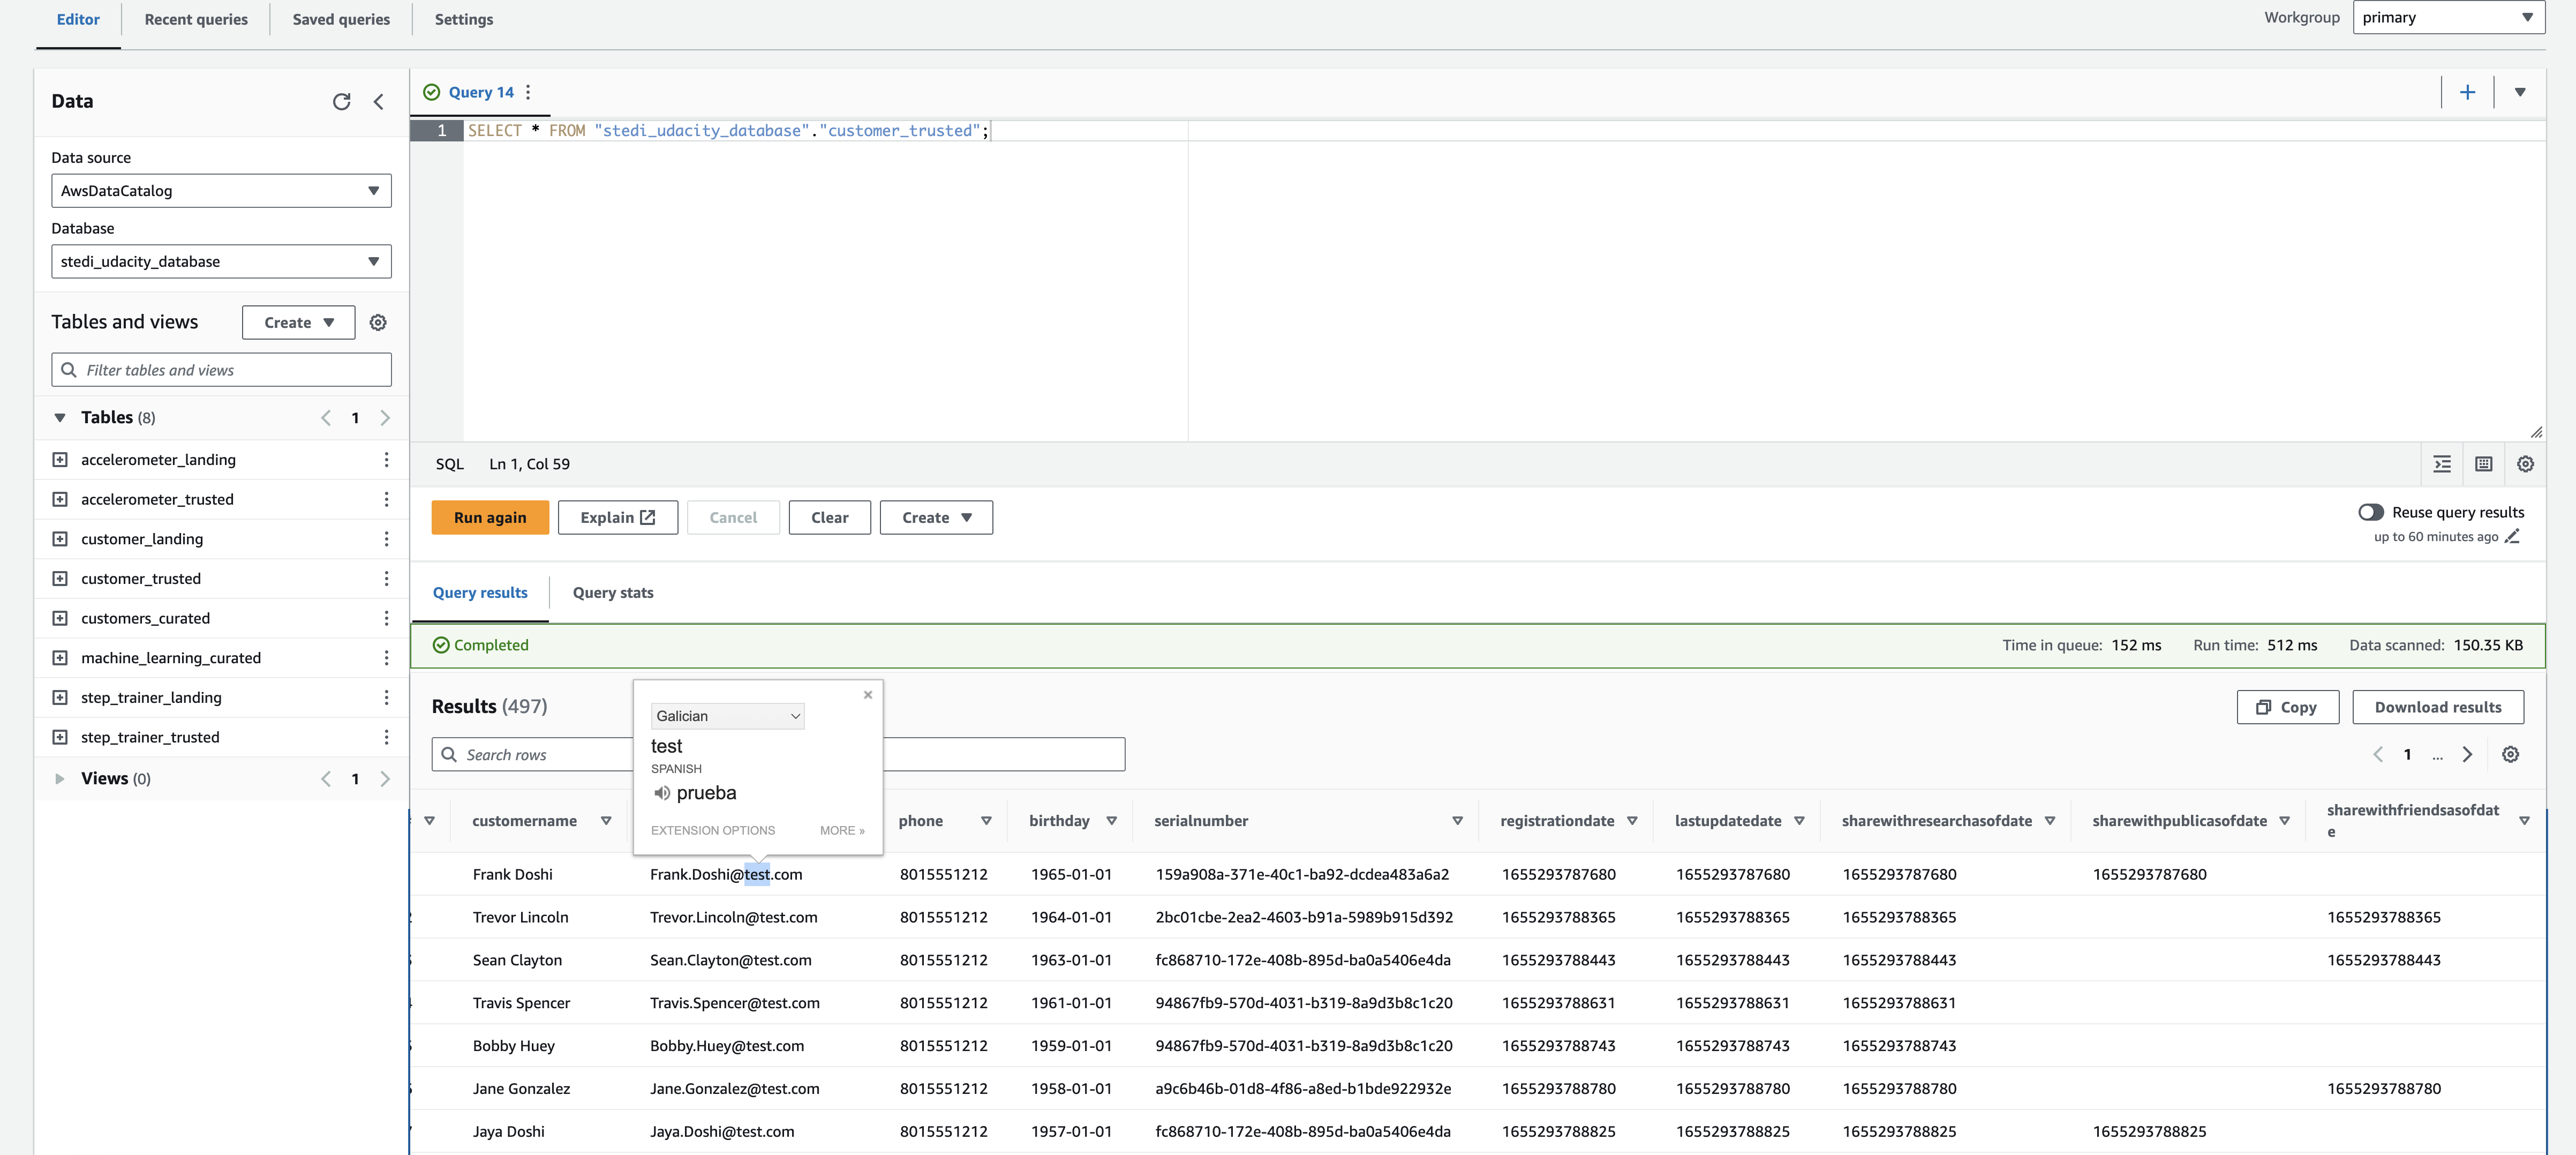 Editor Recent queries Saved queries Settings Workgroup primary
Data
Data source
AwsDataCatalog
Database
stedi_udacity_database
Tables and views Create
Filter tables and views
Tables (8) 1
accelerometer_landing
accelerometer_trusted
customer_landing
customer_trusted
customers_curated
machine_learning_curated
step_trainer_landing
step_trainer_trusted
Views (0) 1
Query 14
1 SELECT * FROM "stedi_udacity_database"."customer_trusted";
SQL Ln 1, Col 59
Run again Explain Cancel Clear Create
Reuse query results
up to 60 minutes ago
Query results Query stats
Completed Time in queue: 152 ms Run time: 512 ms Data scanned: 150.35 KB
Results (497) Copy Download results
Search rows 1 ...
Galician
test
SPANISH
prueba
EXTENSION OPTIONS MORE »
customername phone birthday serialnumber registrationdate lastupdatedate sharewithresearchasofdate sharewithpublicasofdate sharewithfriendsasofdat
e
Frank Doshi Frank.Doshi@test.com 8015551212 1965-01-01 159a908a-371e-40c1-ba92-dcdea483a6a2 1655293787680 1655293787680 1655293787680 1655293787680
Trevor Lincoln Trevor.Lincoln@test.com 8015551212 1964-01-01 2bc01cbe-2ea2-4603-b91a-5989b915d392 1655293788365 1655293788365 1655293788365 1655293788365
Sean Clayton Sean.Clayton@test.com 8015551212 1963-01-01 fc868710-172e-408b-895d-ba0a5406e4da 1655293788443 1655293788443 1655293788443 1655293788443
Travis Spencer Travis.Spencer@test.com 8015551212 1961-01-01 94867fb9-570d-4031-b319-8a9d3b8c1c20 1655293788631 1655293788631 1655293788631
Bobby Huey Bobby.Huey@test.com 8015551212 1959-01-01 94867fb9-570d-4031-b319-8a9d3b8c1c20 1655293788743 1655293788743 1655293788743
Jane Gonzalez Jane.Gonzalez@test.com 8015551212 1958-01-01 a9c6b46b-01d8-4f86-a8ed-b1bde922932e 1655293788780 1655293788780 1655293788780 1655293788780
Jaya Doshi Jaya.Doshi@test.com 8015551212 1957-01-01 fc868710-172e-408b-895d-ba0a5406e4da 1655293788825 1655293788825 1655293788825 1655293788825